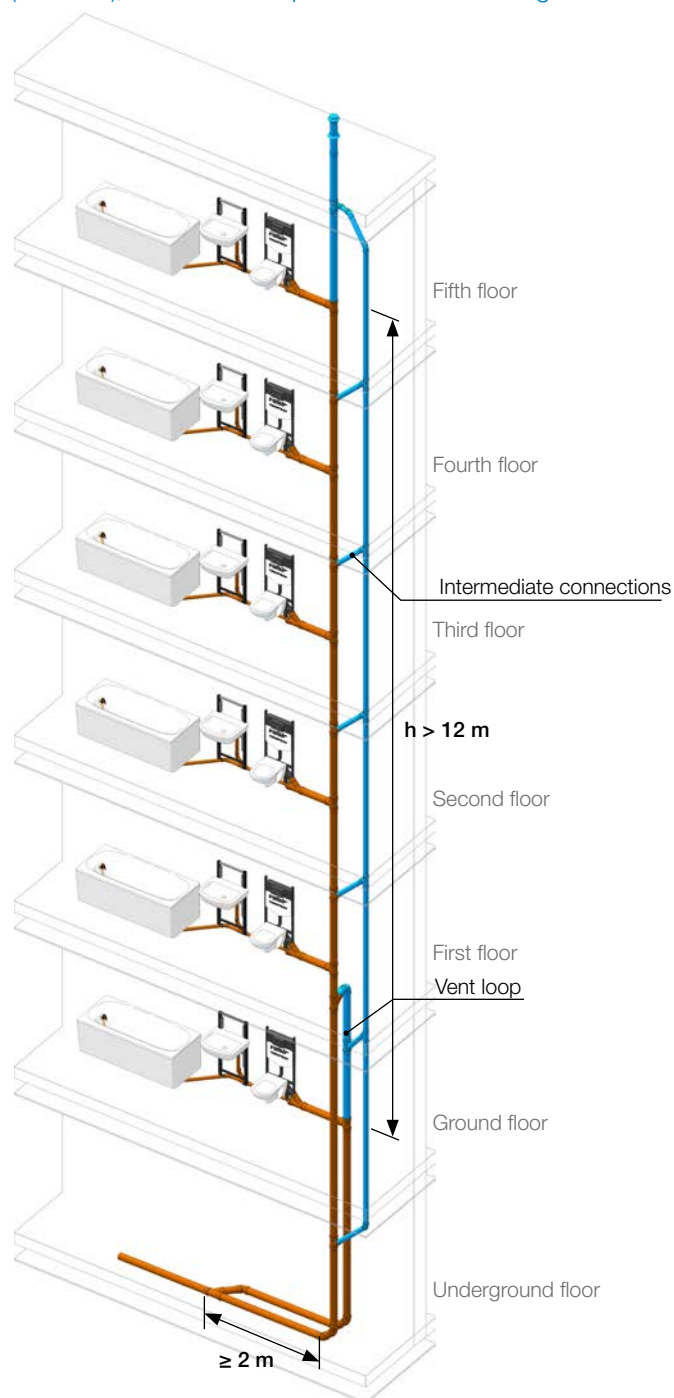 Fifth floor
Fourth floor
Intermediate connections
Third floor
h > 12 m
Second floor
First floor
Vent loop
Ground floor
Underground floor
≥ 2 m